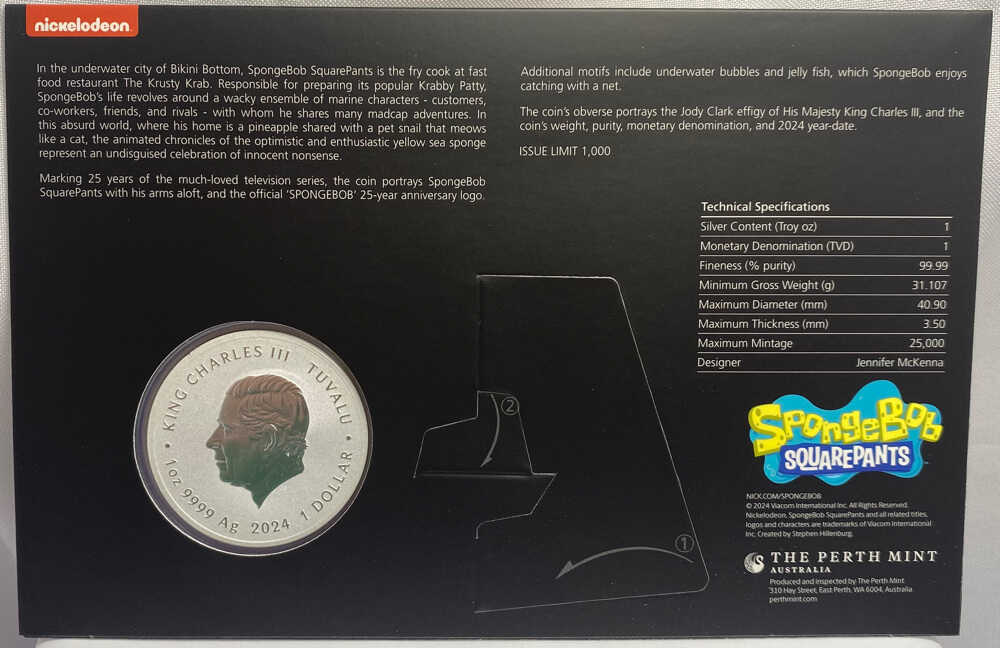 nickelodeon
In the underwater city of Bikini Bottom, SpongeBob SquarePants is the fry cook at fast
food restaurant The Krusty Krab. Responsible for preparing its popular Krabby Patty,
SpongeBob's life revolves around a wacky ensemble of marine characters - customers,
co-workers, friends, and rivals - with whom he shares many madcap adventures. In
this absurd world, where his home is a pineapple shared with a pet snail that meows
like a cat, the animated chronicles of the optimistic and enthusiastic yellow sea sponge
represent an undisguised celebration of innocent nonsense.
Marking 25 years of the much-loved television series, the coin portrays SpongeBob
SquarePants with his arms aloft, and the official 'SPONGEBOB' 25-year anniversary logo.
Additional motifs include underwater bubbles and jelly fish, which SpongeBob enjoys
catching with a net.
The coin's obverse portrays the Jody Clark effigy of His Majesty King Charles III, and the
coin's weight, purity, monetary denomination, and 2024 year-date.
ISSUE LIMIT 1,000
Technical Specifications
Silver Content (Troy oz) 1
Monetary Denomination (TVD) 1
Fineness (% purity) 99.99
Minimum Gross Weight (g) 31.107
Maximum Diameter (mm) 40.90
Maximum Thickness (mm) 3.50
Maximum Mintage 25,000
Designer Jennifer McKenna
KING CHARLES III TUVALU
1oz 9999 Ag 2024 1 DOLLAR
2
1
SpongeBob
SQUAREPANTS
NICK.COM/SPONGEBOB
© 2024 Viacom International Inc. All Rights Reserved.
Nickelodeon, SpongeBob SquarePants and all related titles,
logos and characters are trademarks of Viacom International
Inc. Created by Stephen Hillenburg.
THE PERTH MINT
AUSTRALIA
Produced and inspected by The Perth Mint
310 Hay Street, East Perth, WA 6004, Australia
perthmint.com